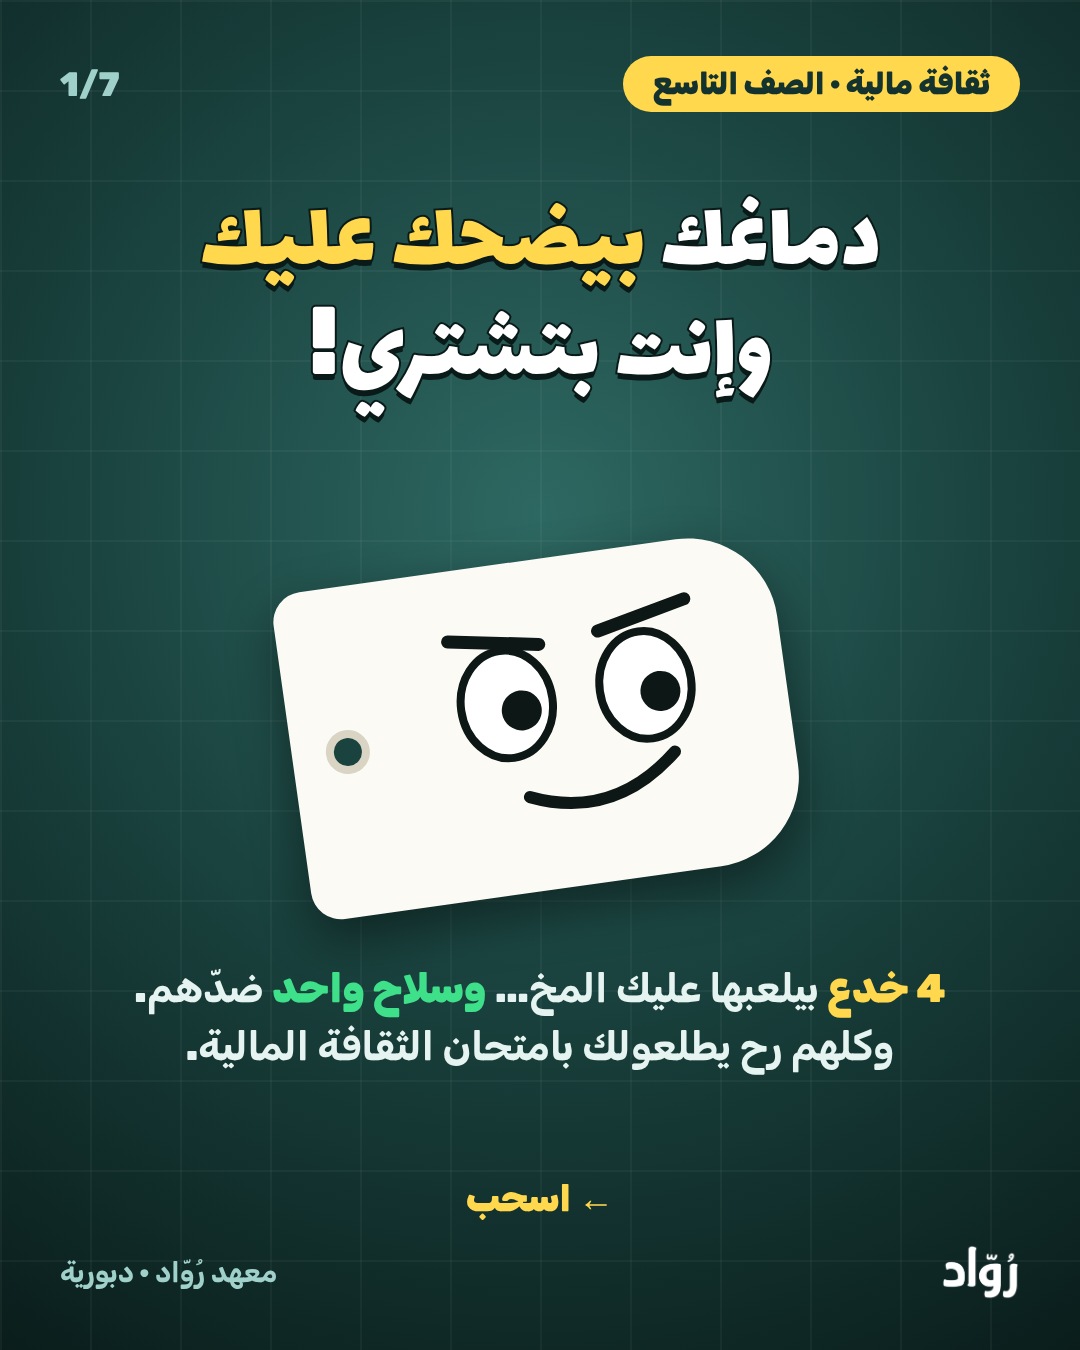 ثقافة مالية • الصف التاسع
1/7
دماغك بيضحك عليك
وإنت بتشتري!
4 خدع بيلعبها عليك المخ... وسلاح واحد ضدّهم.
وكلهم رح يطلعولك بامتحان الثقافة المالية.
← اسحب
رُوّاد
معهد رُوّاد • دبورية